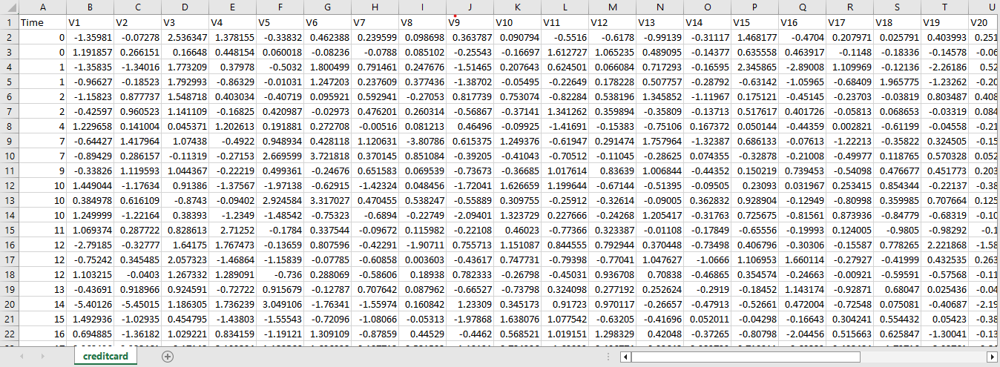 A B C D E F G H I J K L M N O P Q R S T U
1 Time V1 V2 V3 V4 V5 V6 V7 V8 V9 V10 V11 V12 V13 V14 V15 V16 V17 V18 V19 V20
2 0 -1.35981 -0.07278 2.536347 1.378155 -0.33832 0.462388 0.239599 0.098698 0.363787 0.090794 -0.5516 -0.6178 -0.99139 -0.31117 1.468177 -0.4704 0.207971 0.025791 0.403993 0.251
3 0 1.191857 0.266151 0.16648 0.448154 0.060018 -0.08236 -0.0788 0.085102 -0.25543 -0.16697 1.612727 1.065235 0.489095 -0.14377 0.635558 0.463917 -0.1148 -0.18336 -0.14578 -0.06
4 1 -1.35835 -1.34016 1.773209 0.37978 -0.5032 1.800499 0.791461 0.247676 -1.51465 0.207643 0.624501 0.066084 0.717293 -0.16595 2.345865 -2.89008 1.109969 -0.12136 -2.26186 0.52
5 1 -0.96627 -0.18523 1.792993 -0.86329 -0.01031 1.247203 0.237609 0.377436 -1.38702 -0.05495 -0.22649 0.178228 0.507757 -0.28792 -0.63142 -1.05965 -0.68409 1.965775 -1.23262 -0.20
6 2 -1.15823 0.877737 1.548718 0.403034 -0.40719 0.095921 0.592941 -0.27053 0.817739 0.753074 -0.82284 0.538196 1.345852 -1.11967 0.175121 -0.45145 -0.23703 -0.03819 0.803487 0.408
7 2 -0.42597 0.960523 1.141109 -0.16825 0.420987 -0.02973 0.476201 0.260314 -0.56867 -0.37141 1.341262 0.359894 -0.35809 -0.13713 0.517617 0.401726 -0.05813 0.068653 -0.03319 0.084
8 4 1.229658 0.141004 0.045371 1.202613 0.191881 0.272708 -0.00516 0.081213 0.46496 -0.09925 -1.41691 -0.15383 -0.75106 0.167372 0.050144 -0.44359 0.002821 -0.61199 -0.04558 -0.21
9 7 -0.64427 1.417964 1.07438 -0.4922 0.948934 0.428118 1.120631 -3.80786 0.615375 1.249376 -0.61947 0.291474 1.757964 -1.32387 0.686133 -0.07613 -1.22213 -0.35822 0.324505 -0.15
10 7 -0.89429 0.286157 -0.11319 -0.27153 2.669599 3.721818 0.370145 0.851084 -0.39205 -0.41043 -0.70512 -0.11045 -0.28625 0.074355 -0.32878 -0.21008 -0.49977 0.118765 0.570328 0.052
11 9 -0.33826 1.119593 1.044367 -0.22219 0.499361 -0.24676 0.651583 0.069539 -0.73673 -0.36685 1.017614 0.83639 1.006844 -0.44352 0.150219 0.739453 -0.54098 0.476677 0.451773 0.203
12 10 1.449044 -1.17634 0.91386 -1.37567 -1.97138 -0.62915 -1.42324 0.048456 -1.72041 1.626659 1.199644 -0.67144 -0.51395 -0.09505 0.23093 0.031967 0.253415 0.854344 -0.22137 -0.38
13 10 0.384978 0.616109 -0.8743 -0.09402 2.924584 3.317027 0.470455 0.538247 -0.55889 0.309755 -0.25912 -0.32614 -0.09005 0.362832 0.928904 -0.12949 -0.80998 0.359985 0.707664 0.125
14 10 1.249999 -1.22164 0.38393 -1.2349 -1.48542 -0.75323 -0.6894 -0.22749 -2.09401 1.323729 0.227666 -0.24268 1.205417 -0.31763 0.725675 -0.81561 0.873936 -0.84779 -0.68319 -0.10
15 11 1.069374 0.287722 0.828613 2.71252 -0.1784 0.337544 -0.09672 0.115982 -0.22108 0.46023 -0.77366 0.323387 -0.01108 -0.17849 -0.65556 -0.19993 0.124005 -0.9805 -0.98292 -0.1
16 12 -2.79185 -0.32777 1.64175 1.767473 -0.13659 0.807596 -0.42291 -1.90711 0.755713 1.151087 0.844555 0.792944 0.370448 -0.73498 0.406796 -0.30306 -0.15587 0.778265 2.221868 -1.58
17 12 -0.75242 0.345485 2.057323 -1.46864 -1.15839 -0.07785 -0.60858 0.003603 -0.43617 0.747731 -0.79398 -0.77041 1.047627 -1.0666 1.106953 1.660114 -0.27927 -0.41999 0.432535 0.263
18 12 1.103215 -0.0403 1.267332 1.289091 -0.736 0.288069 -0.58606 0.18938 0.782333 -0.26798 -0.45031 0.936708 0.70838 -0.46865 0.354574 -0.24663 -0.00921 -0.59591 -0.57568 -0.11
19 13 -0.43691 0.918966 0.924591 -0.72722 0.915679 -0.12787 0.707642 0.087962 -0.66527 -0.73798 0.324098 0.277192 0.252624 -0.2919 -0.18452 1.143174 -0.92871 0.68047 0.025436 -0.04
20 14 -5.40126 -5.45015 1.186305 1.736239 3.049106 -1.76341 -1.55974 0.160842 1.23309 0.345173 0.91723 0.970117 -0.26657 -0.47913 -0.52661 0.472004 -0.72548 0.075081 -0.40687 -2.19
21 15 1.492936 -1.02935 0.454795 -1.43803 -1.55543 -0.72096 -1.08066 -0.05313 -1.97868 1.638076 1.077542 -0.63205 -0.41696 0.052011 -0.04298 -0.16643 0.304241 0.554432 0.05423 -0.38
22 16 0.694885 -1.36182 1.029221 0.834159 -1.19121 1.309109 -0.87859 0.44529 -0.4462 0.568521 1.019151 1.298329 0.42048 -0.37265 -0.80798 -2.04456 0.515663 0.625847 -1.30041 -0.13
creditcard